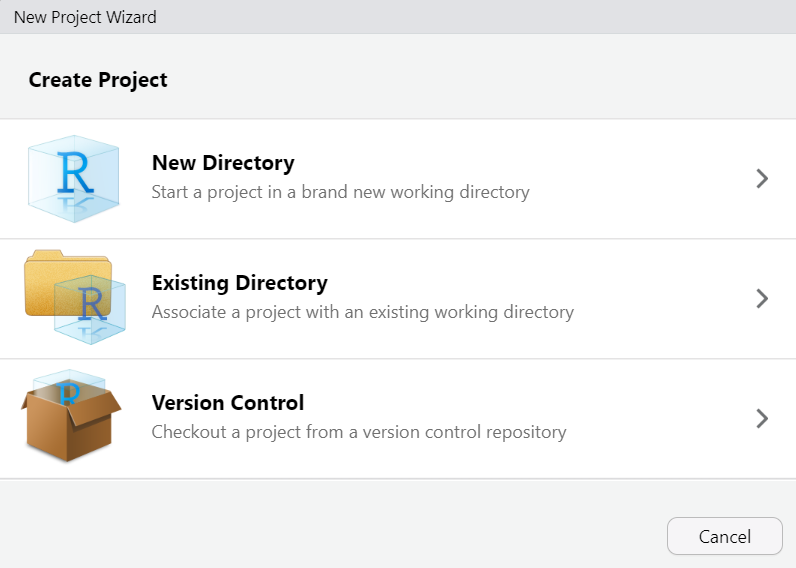 New Project Wizard
Create Project
R
New Directory
Start a project in a brand new working directory
R
Existing Directory
Associate a project with an existing working directory
R
Version Control
Checkout a project from a version control repository
Cancel